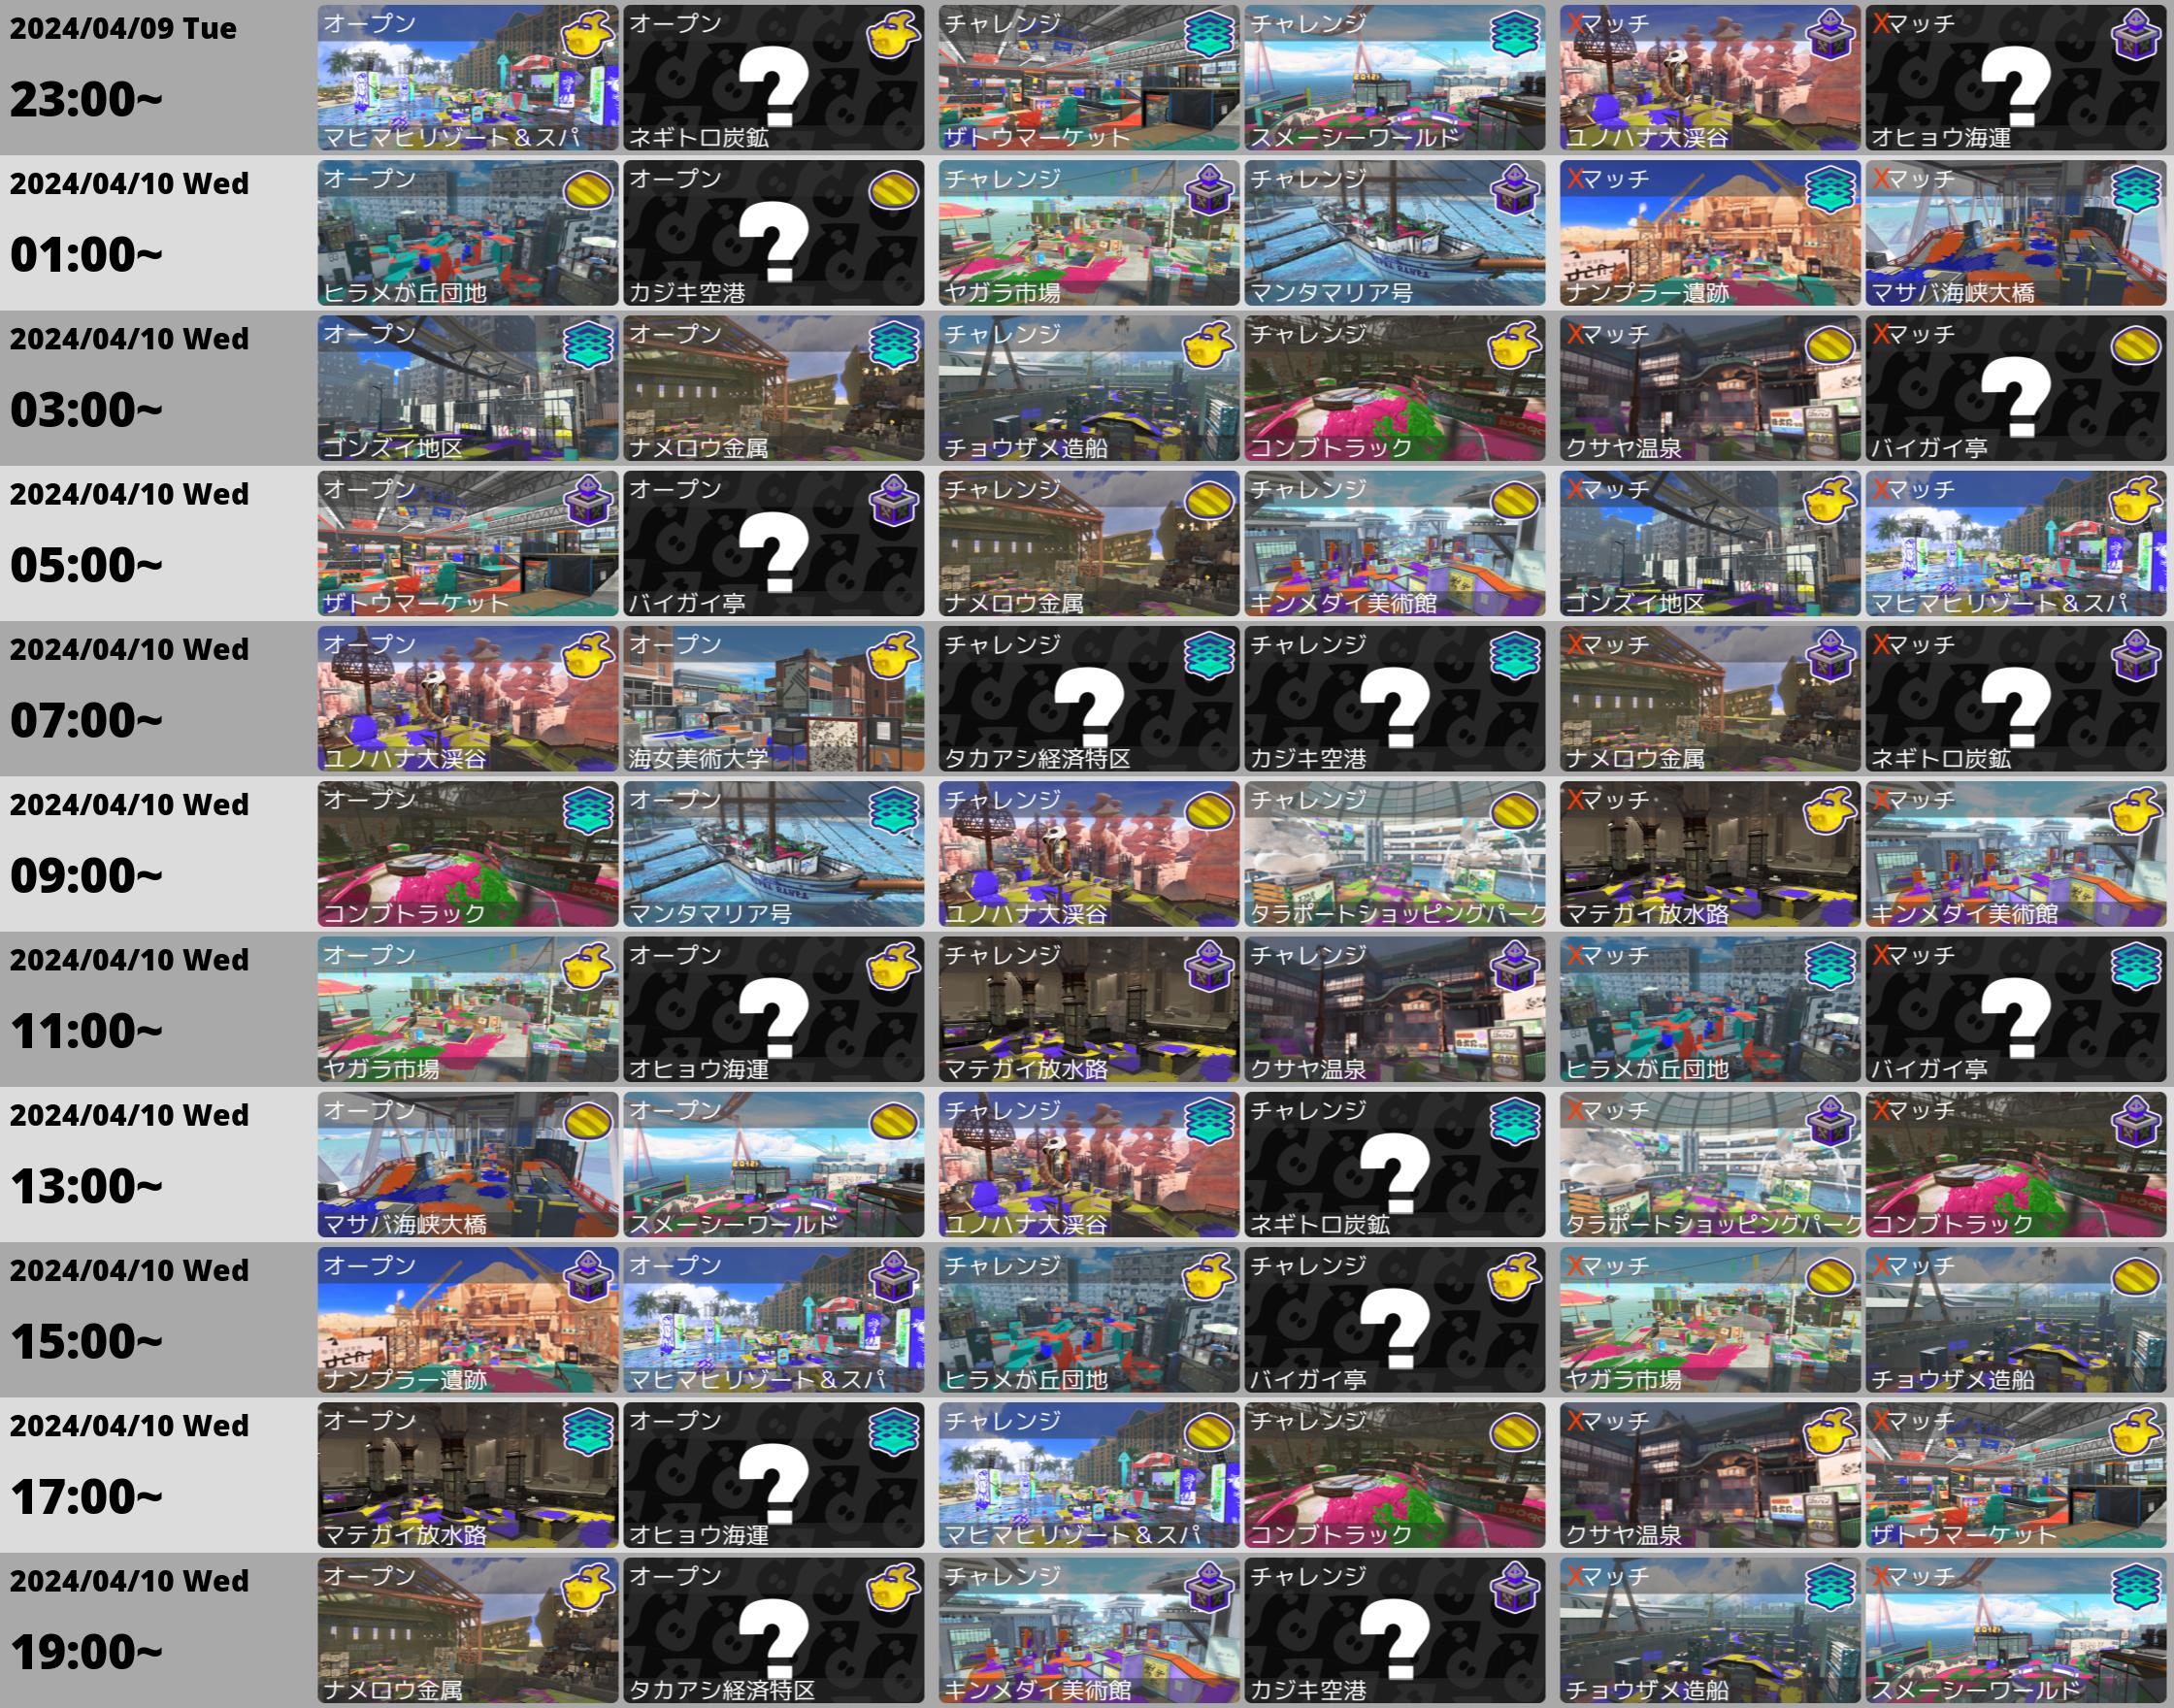 2024/04/09 Tue
23:00~
オープン
マヒマヒリゾート＆スパ
オープン
ネギトロ炭鉱
チャレンジ
ザトウマーケット
チャレンジ
スメーシーワールド
Xマッチ
ユノハナ大渓谷
Xマッチ
オヒョウ海運
2024/04/10 Wed
01:00~
オープン
ヒラメが丘団地
オープン
カジキ空港
チャレンジ
ヤガラ市場
チャレンジ
マンタマリア号
Xマッチ
ナンプラー遺跡
Xマッチ
マサバ海峡大橋
2024/04/10 Wed
03:00~
オープン
ゴンズイ地区
オープン
ナメロウ金属
チャレンジ
チョウザメ造船
チャレンジ
コンブトラック
Xマッチ
クサヤ温泉
Xマッチ
バイガイ亭
2024/04/10 Wed
05:00~
オープン
ザトウマーケット
オープン
バイガイ亭
チャレンジ
ナメロウ金属
チャレンジ
キンメダイ美術館
Xマッチ
ゴンズイ地区
Xマッチ
マヒマヒリゾート＆スパ
2024/04/10 Wed
07:00~
オープン
ユノハナ大渓谷
オープン
海女美術大学
チャレンジ
タカアシ経済特区
チャレンジ
カジキ空港
Xマッチ
ナメロウ金属
Xマッチ
ネギトロ炭鉱
2024/04/10 Wed
09:00~
オープン
コンブトラック
オープン
マンタマリア号
チャレンジ
ユノハナ大渓谷
チャレンジ
タラポートショッピングパーク
Xマッチ
マテガイ放水路
Xマッチ
キンメダイ美術館
2024/04/10 Wed
11:00~
オープン
ヤガラ市場
オープン
オヒョウ海運
チャレンジ
マテガイ放水路
チャレンジ
クサヤ温泉
Xマッチ
ヒラメが丘団地
Xマッチ
バイガイ亭
2024/04/10 Wed
13:00~
オープン
マサバ海峡大橋
オープン
スメーシーワールド
チャレンジ
ユノハナ大渓谷
チャレンジ
ネギトロ炭鉱
Xマッチ
タラポートショッピングパーク
Xマッチ
コンブトラック
2024/04/10 Wed
15:00~
オープン
ナンプラー遺跡
オープン
マヒマヒリゾート＆スパ
チャレンジ
ヒラメが丘団地
チャレンジ
バイガイ亭
Xマッチ
ヤガラ市場
Xマッチ
チョウザメ造船
2024/04/10 Wed
17:00~
オープン
マテガイ放水路
オープン
オヒョウ海運
チャレンジ
マヒマヒリゾート＆スパ
チャレンジ
コンブトラック
Xマッチ
クサヤ温泉
Xマッチ
ザトウマーケット
2024/04/10 Wed
19:00~
オープン
ナメロウ金属
オープン
タカアシ経済特区
チャレンジ
キンメダイ美術館
チャレンジ
カジキ空港
Xマッチ
チョウザメ造船
Xマッチ
スメーシーワールド